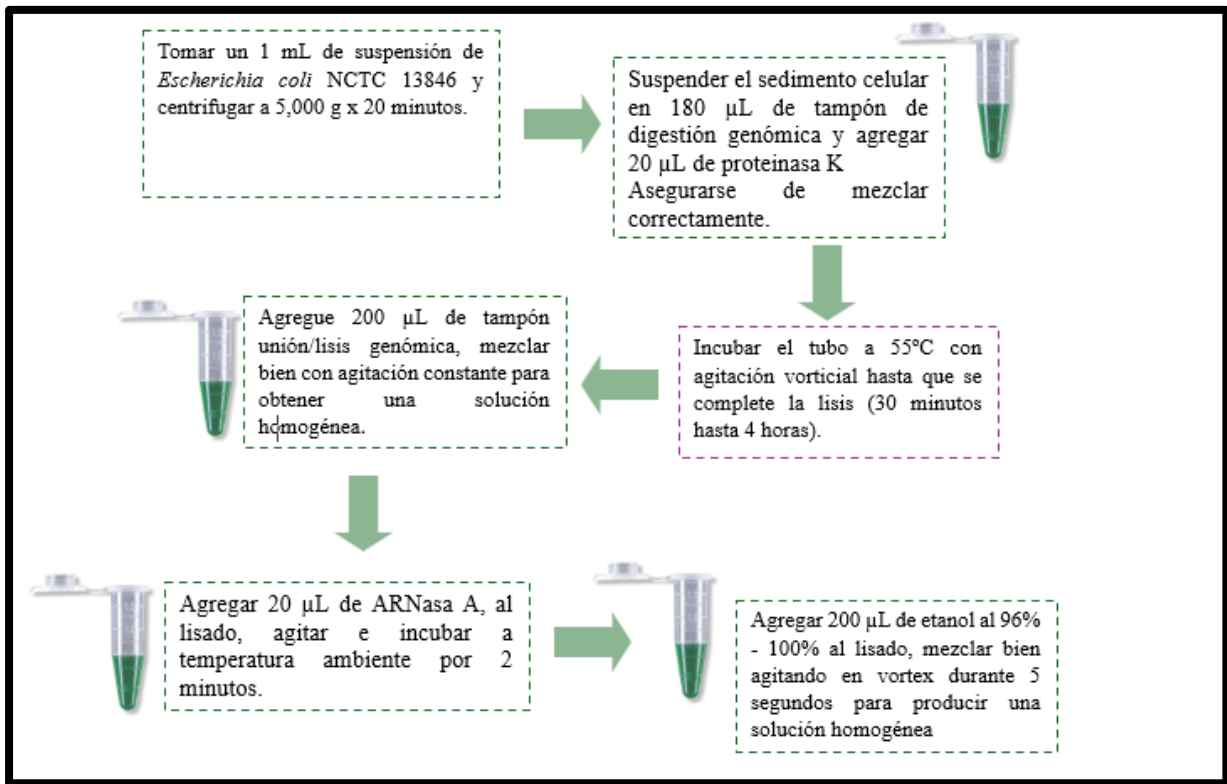 Tomar un 1 mL de suspensión de
Escherichia coli NCTC 13846 y
centrifugar a 5,000 g x 20 minutos.
Suspender el sedimento celular
en 180 µL de tampón de
digestión genómica y agregar
20 µL de proteinasa K
Asegurarse de mezclar
correctamente.
Incubar el tubo a 55°C con
agitación vorticial hasta que se
complete la lisis (30 minutos
hasta 4 horas).
Agregue 200 µL de tampón
unión/lisis genómica, mezclar
bien con agitación constante para
obtener una solución
homogénea.
Agregar 20 µL de ARNasa A, al
lisado, agitar e incubar a
temperatura ambiente por 2
minutos.
Agregar 200 µL de etanol al 96%
- 100% al lisado, mezclar bien
agitando en vortex durante 5
segundos para producir una
solución homogénea